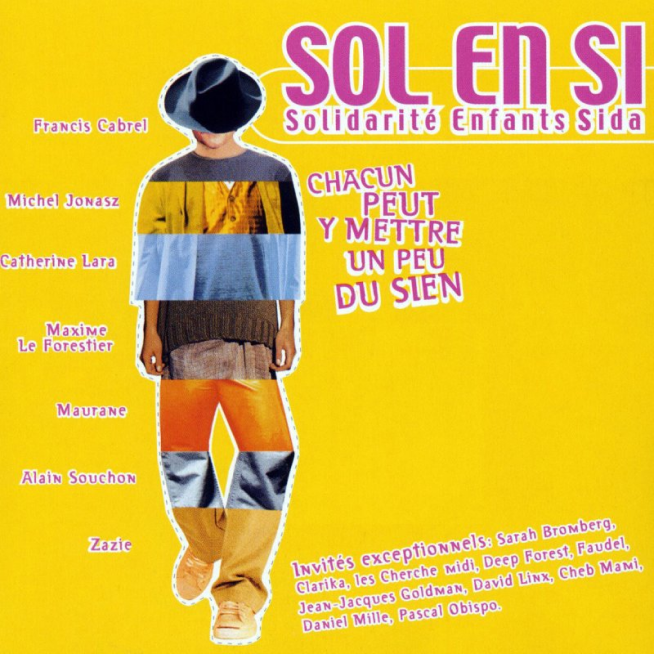 SOL EN SI
Solidarité Enfants Sida
Francis Cabrel
Michel Jonasz
Catherine Lara
Maxime
Le Forestier
Maurane
Alain Souchon
Zazie
CHACUN
PEUT
Y METTRE
UN PEU
DU SIEN
Invités exceptionnels: Sarah Bromberg,
Clarika, les Cherche midi, Deep Forest, Faudel,
Jean-Jacques Goldman, David Linx, Cheb Mami,
Daniel Mille, Pascal Obispo.